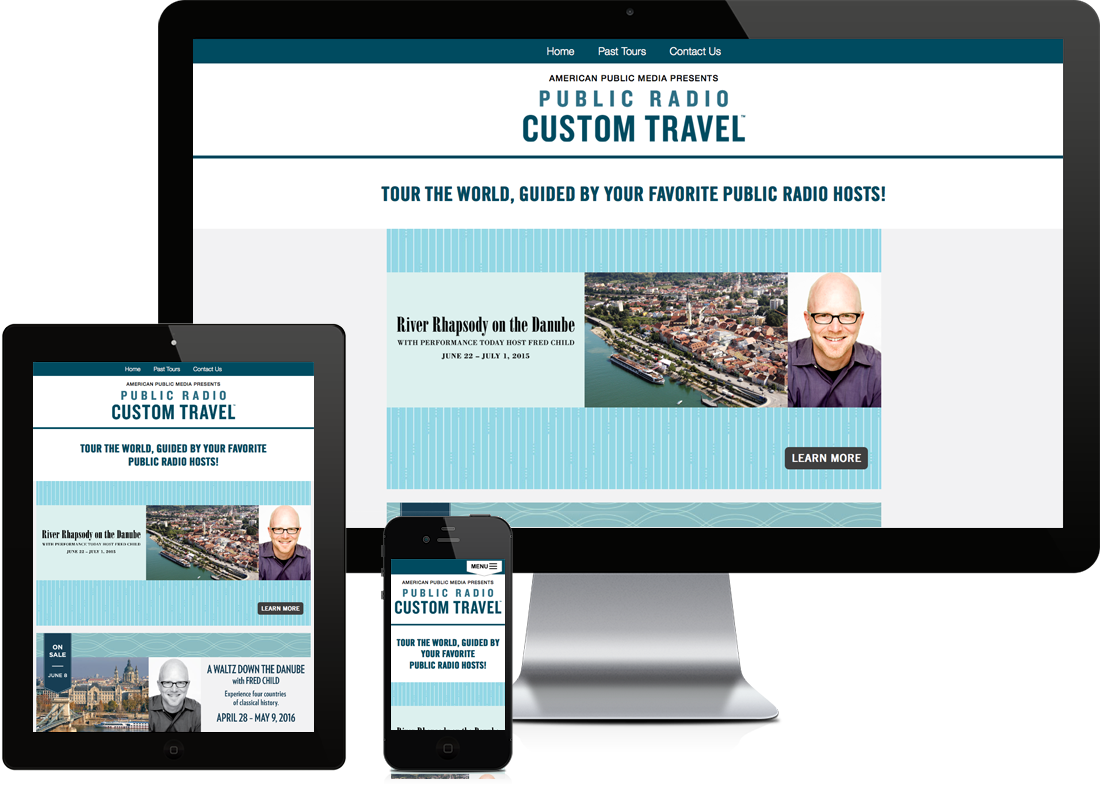 Home Past Tours Contact Us
AMERICAN PUBLIC MEDIA PRESENTS
PUBLIC RADIO
CUSTOM TRAVEL™
TOUR THE WORLD, GUIDED BY YOUR FAVORITE PUBLIC RADIO HOSTS!
River Rhapsody on the Danube
WITH PERFORMANCE TODAY HOST FRED CHILD
JUNE 22 – JULY 1, 2015
LEARN MORE
Home Past Tours Contact Us
AMERICAN PUBLIC MEDIA PRESENTS
PUBLIC RADIO
CUSTOM TRAVEL™
TOUR THE WORLD, GUIDED BY YOUR FAVORITE
PUBLIC RADIO HOSTS!
River Rhapsody on the Danube
WITH PERFORMANCE TODAY HOST FRED CHILD
JUNE 22 – JULY 1, 2015
LEARN MORE
ON
SALE
JUNE 8
A WALTZ DOWN THE DANUBE
with FRED CHILD
Experience four countries
of classical history.
APRIL 28 - MAY 9, 2016
MENU
AMERICAN PUBLIC MEDIA PRESENTS
PUBLIC RADIO
CUSTOM TRAVEL™
TOUR THE WORLD, GUIDED BY
YOUR FAVORITE
PUBLIC RADIO HOSTS!
River Rhapsody on the Danube